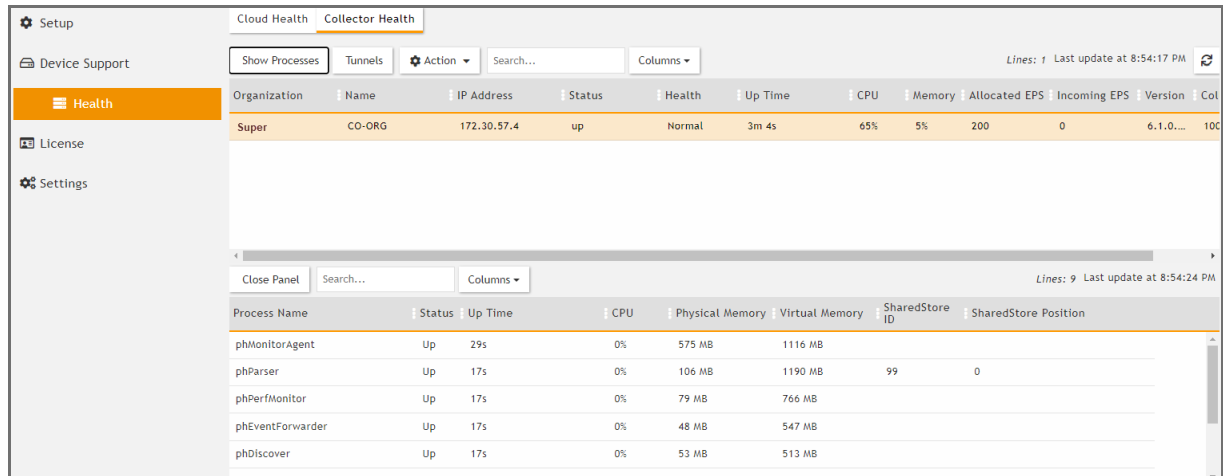 Setup
Device Support
Health
License
Settings
Cloud Health Collector Health
Show Processes Tunnels Action Search... Columns Lines: 1 Last update at 8:54:17 PM
Organization Name IP Address Status Health Up Time CPU Memory Allocated EPS Incoming EPS Version Col
Super CO-ORG 172.30.57.4 up Normal 3m 4s 65% 5% 200 0 6.1.0.... 100
Close Panel Search... Columns Lines: 9 Last update at 8:54:24 PM
Process Name Status Up Time CPU Physical Memory Virtual Memory SharedStore ID SharedStore Position
phMonitorAgent Up 29s 0% 575 MB 1116 MB
phParser Up 17s 0% 106 MB 1190 MB 99 0
phPerfMonitor Up 17s 0% 79 MB 766 MB
phEventForwarder Up 17s 0% 48 MB 547 MB
phDiscover Up 17s 0% 53 MB 513 MB